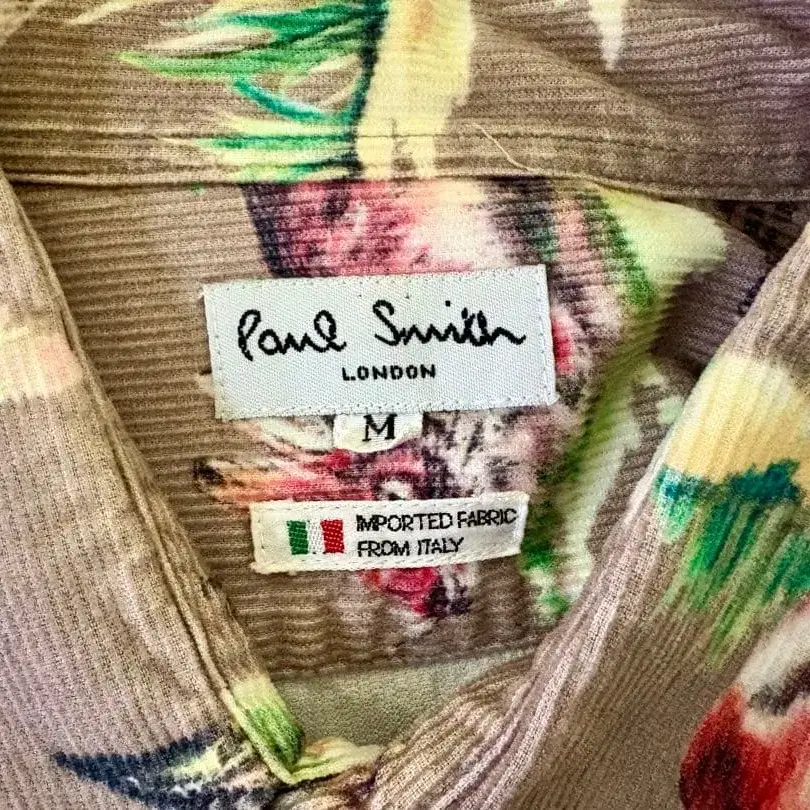 Paul Smith
LONDON
M
IMPORTED FABRIC
FROM ITALY